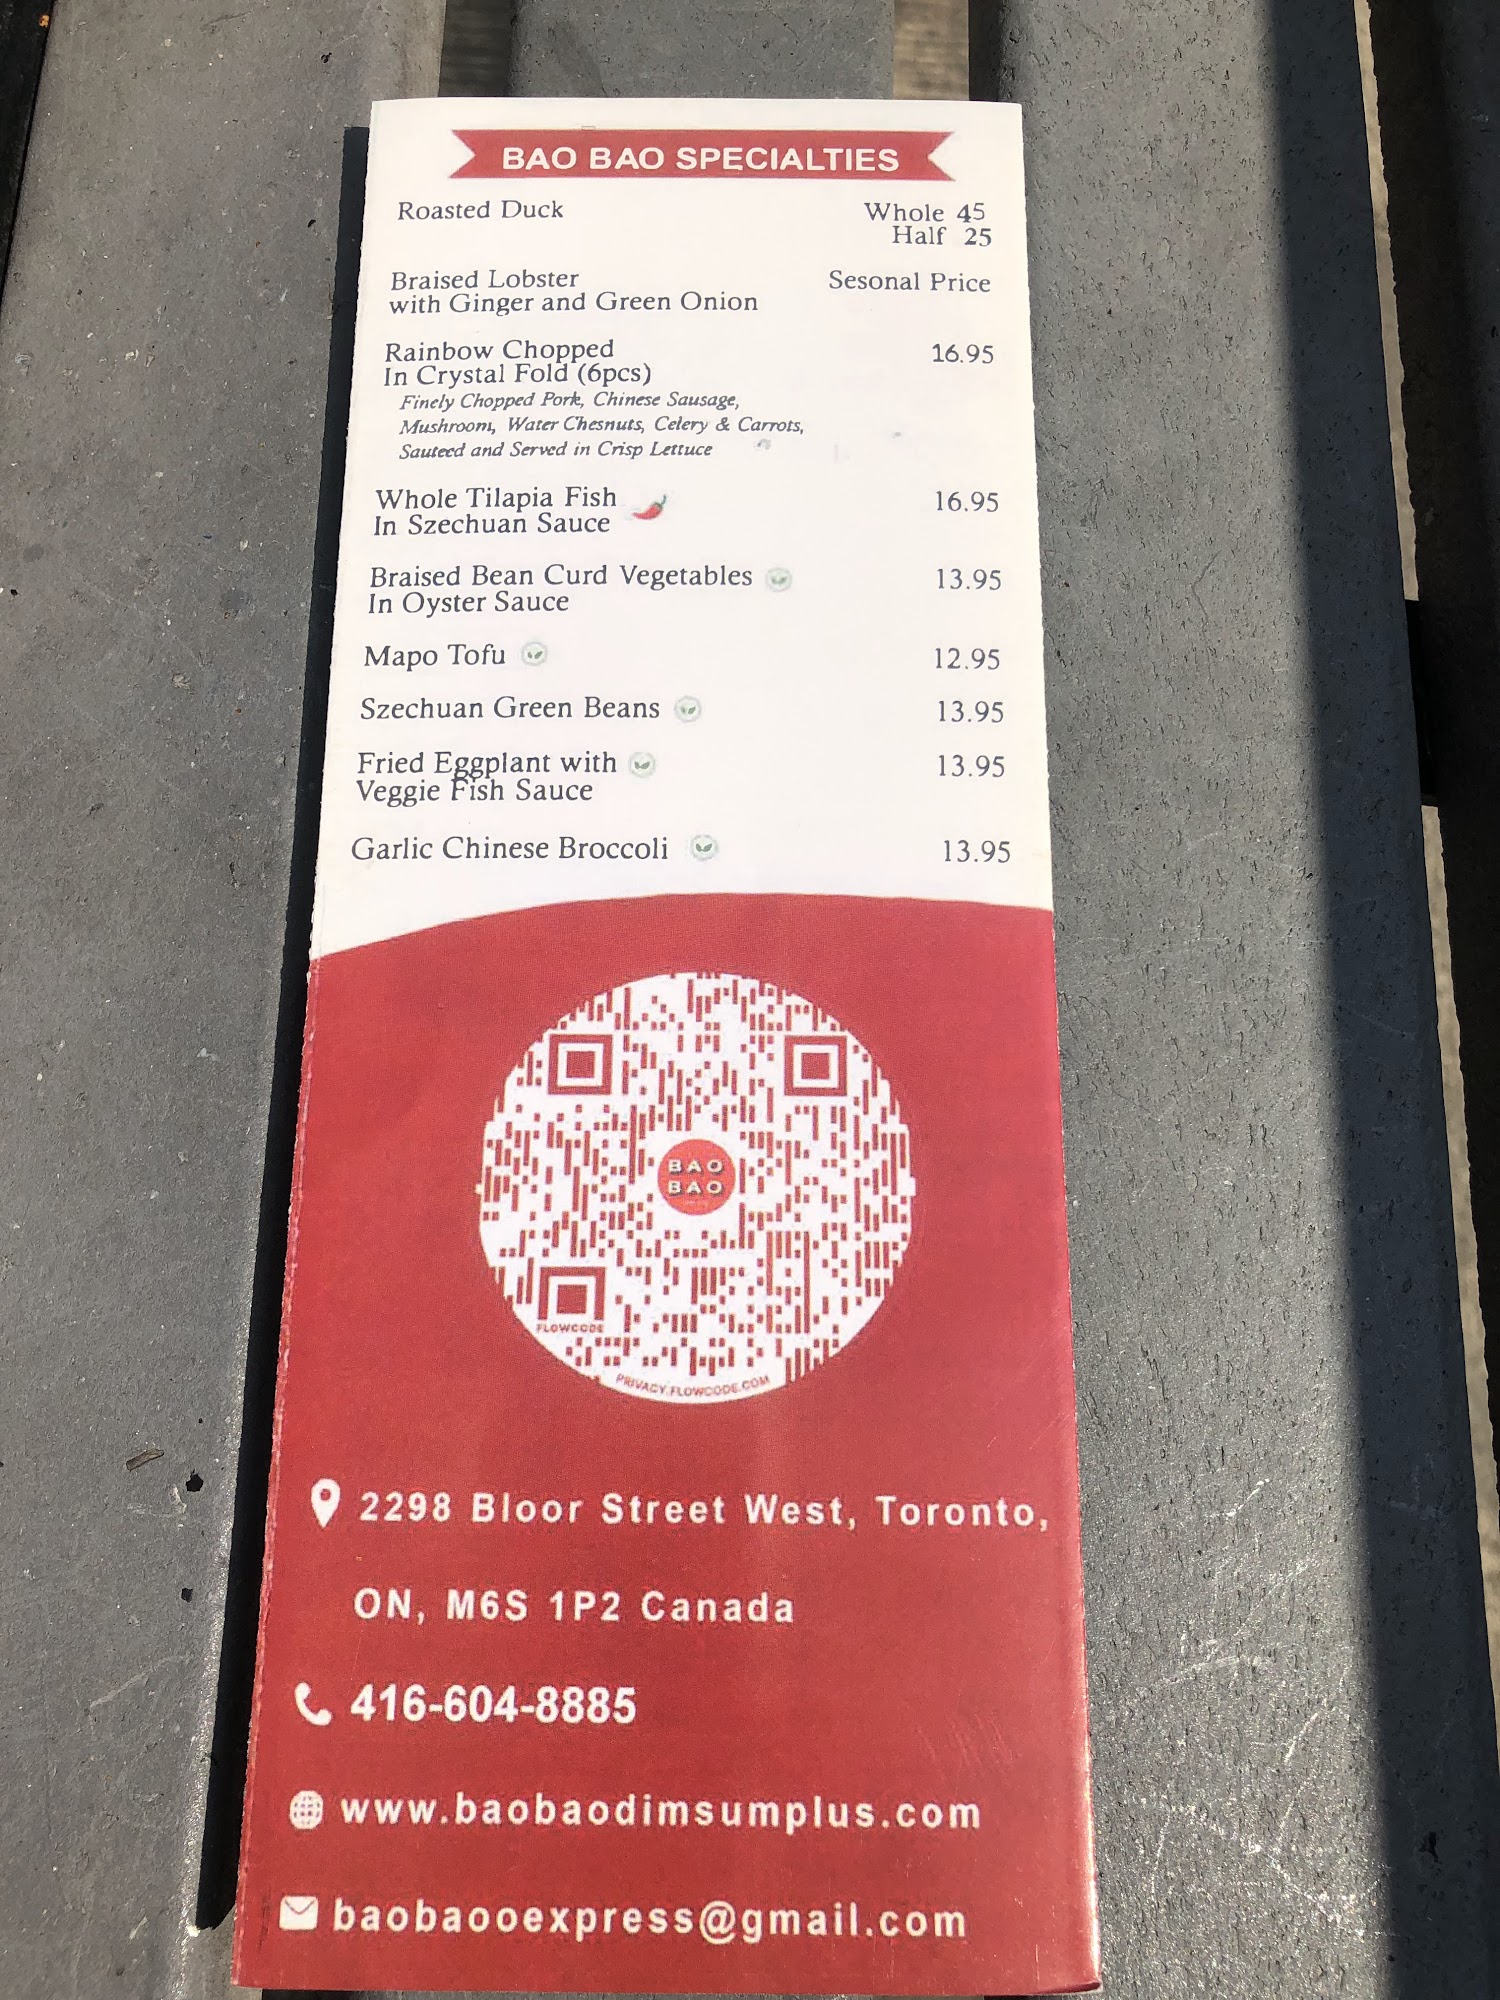 BAO BAO SPECIALTIES
Roasted Duck Whole 45
Half 25
Braised Lobster Sesonal Price
with Ginger and Green Onion
Rainbow Chopped 16.95
In Crystal Fold (6pcs)
Finely Chopped Pork, Chinese Sausage,
Mushroom, Water Chesnuts, Celery & Carrots,
Sauteed and Served in Crisp Lettuce
Whole Tilapia Fish 16.95
In Szechuan Sauce
Braised Bean Curd Vegetables 13.95
In Oyster Sauce
Mapo Tofu 12.95
Szechuan Green Beans 13.95
Fried Eggplant with 13.95
Veggie Fish Sauce
Garlic Chinese Broccoli 13.95
BAO
BAO
FLOWCODE
PRIVACY.FLOWCODE.COM
2298 Bloor Street West, Toronto,
ON, M6S 1P2 Canada
416-604-8885
www.baobaodimsumplus.com
baobaooexpress@gmail.com